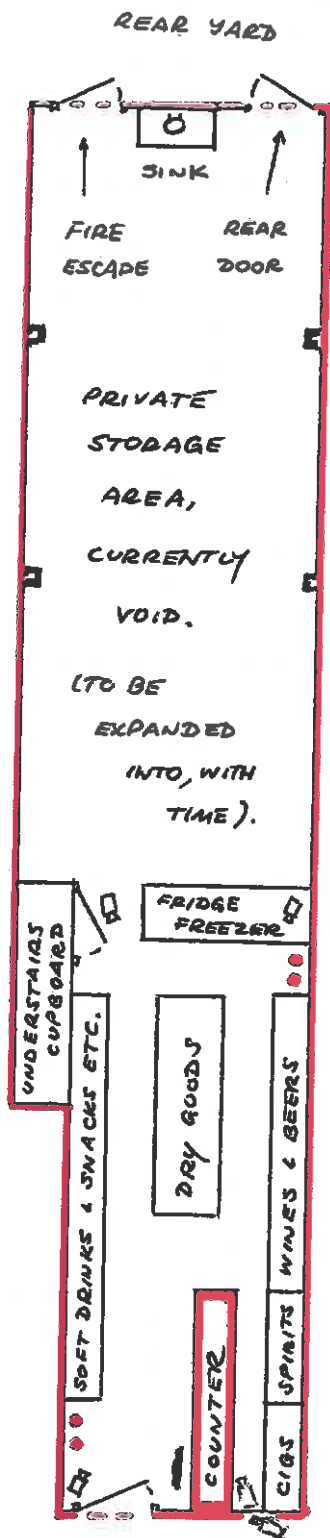 REAR YARD
SINK
FIRE
ESCAPE
REAR
DOOR
PRIVATE
STORAGE
AREA,
CURRENTLY
VOID.
(TO BE
EXPANDED
INTO, WITH
TIME).
UNDERSTAIRS
CUPBOARD
FRIDGE
FREEZER
SOFT DRINKS & SNACKS ETC.
DRY GOODS
WINES & BEERS
COUNTER
SPIRITS
CIGS